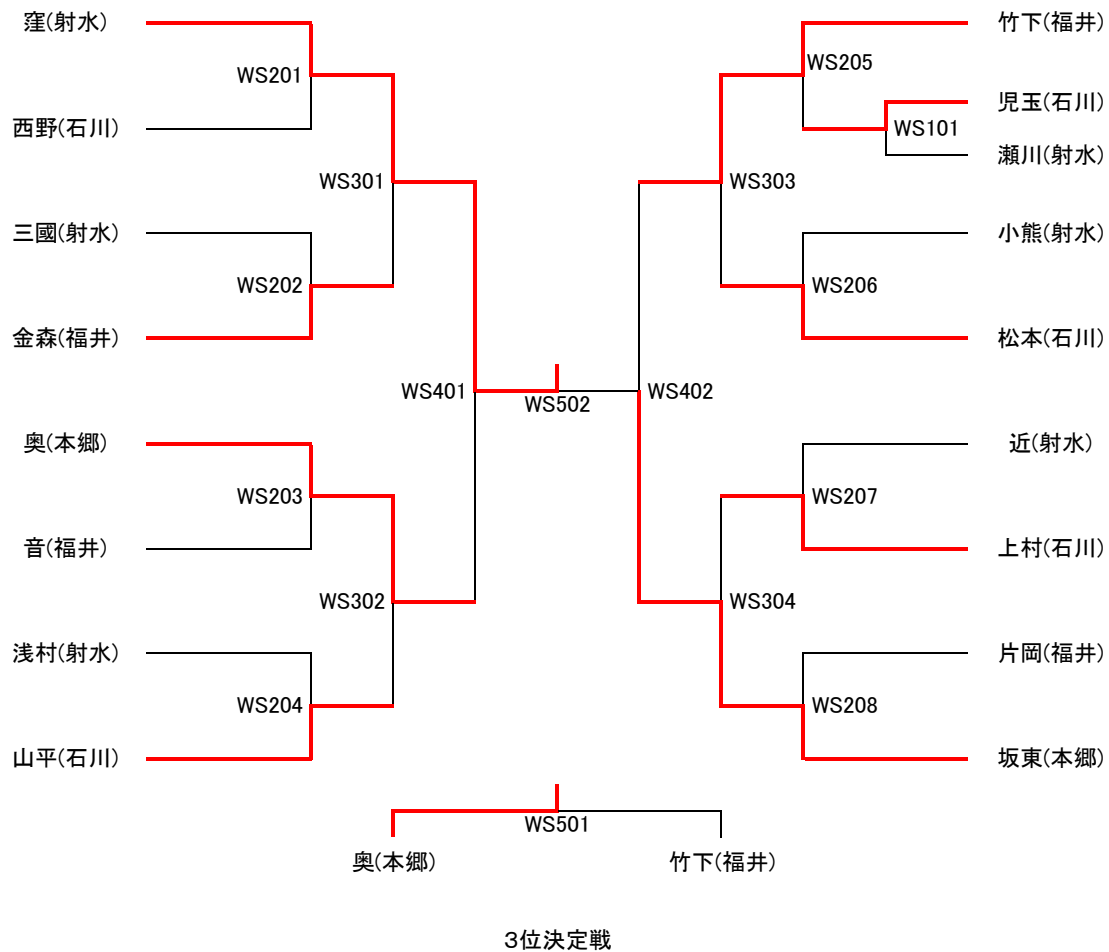 窪(射水)
竹下(福井)
WS205
WS201
児玉(石川)
西野(石川)
WS101
瀬川(射水)
WS301
WS303
三國(射水)
小熊(射水)
WS202
WS206
金森(福井)
松本(石川)
WS401
WS502
WS402
奥(本郷)
近(射水)
WS203
WS207
音(福井)
上村(石川)
WS302
WS304
浅村(射水)
片岡(福井)
WS204
WS208
山平(石川)
坂東(本郷)
WS501
奥(本郷)
竹下(福井)
3位決定戦